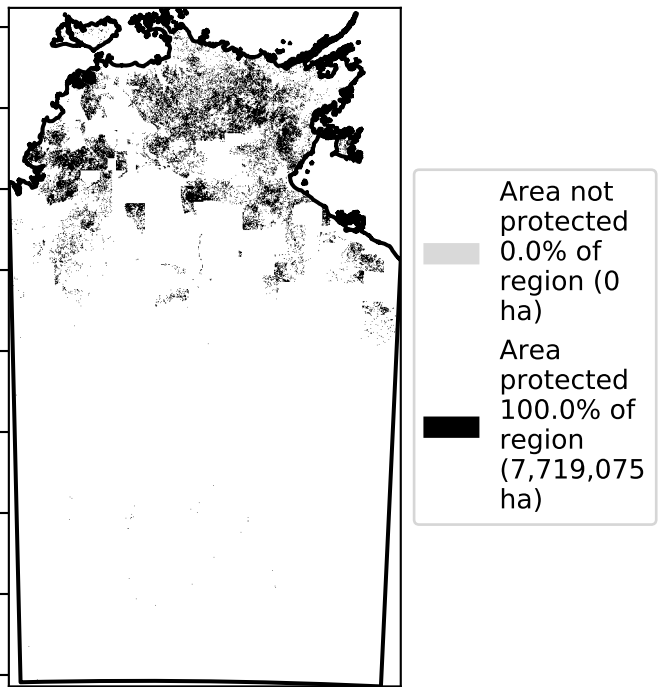 Area not
protected
0.0% of
region (0
ha)
Area
protected
100.0% of
region
(7,719,075
ha)